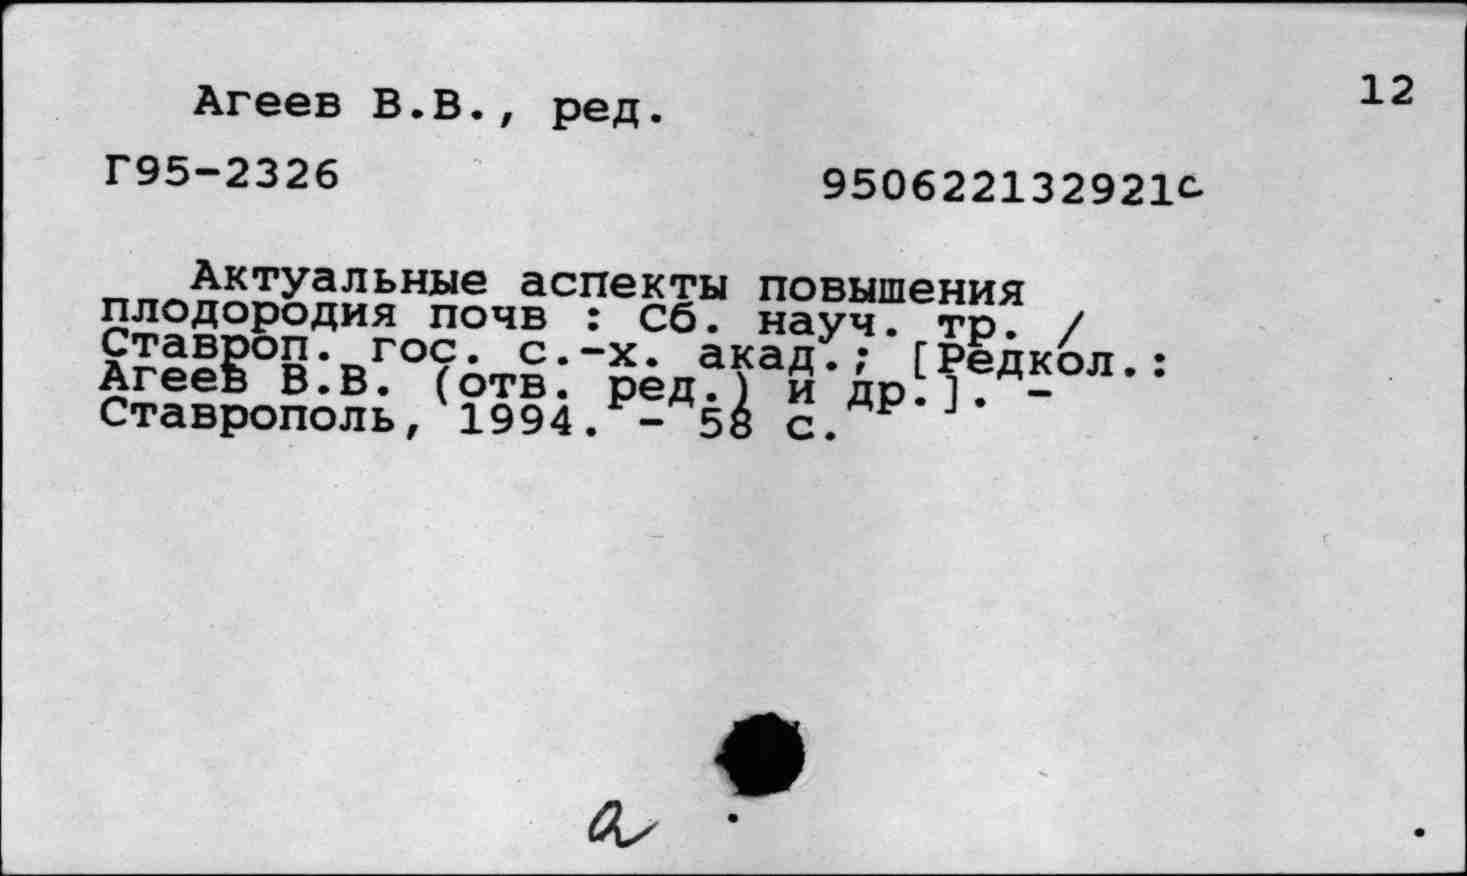 12
Агеев В.В., ред.
Г95-2326 950622132921с
Актуальные аспекты повышения
плодородия почв : Сб. науч. тр. /
Ставроп. гос. с.-х. акад.; [Редкол.:
Агеев В.В. (отв. ред.) и др.]. -
Ставрополь, 1994. - 58 с.